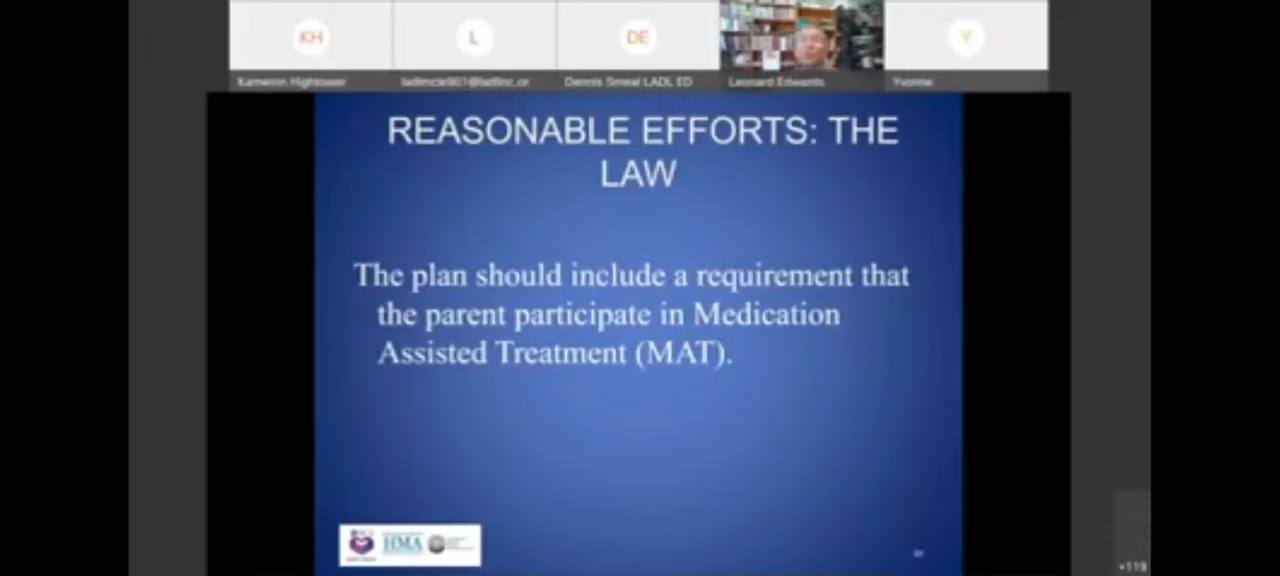 KH
L
DE
Y
Kameron Hightower
Dennis Smeal LADL ED
Leonard Edwards
Yvonne
REASONABLE EFFORTS: THE
LAW
The plan should include a requirement that
the parent participate in Medication
Assisted Treatment (MAT).
HMA
+119